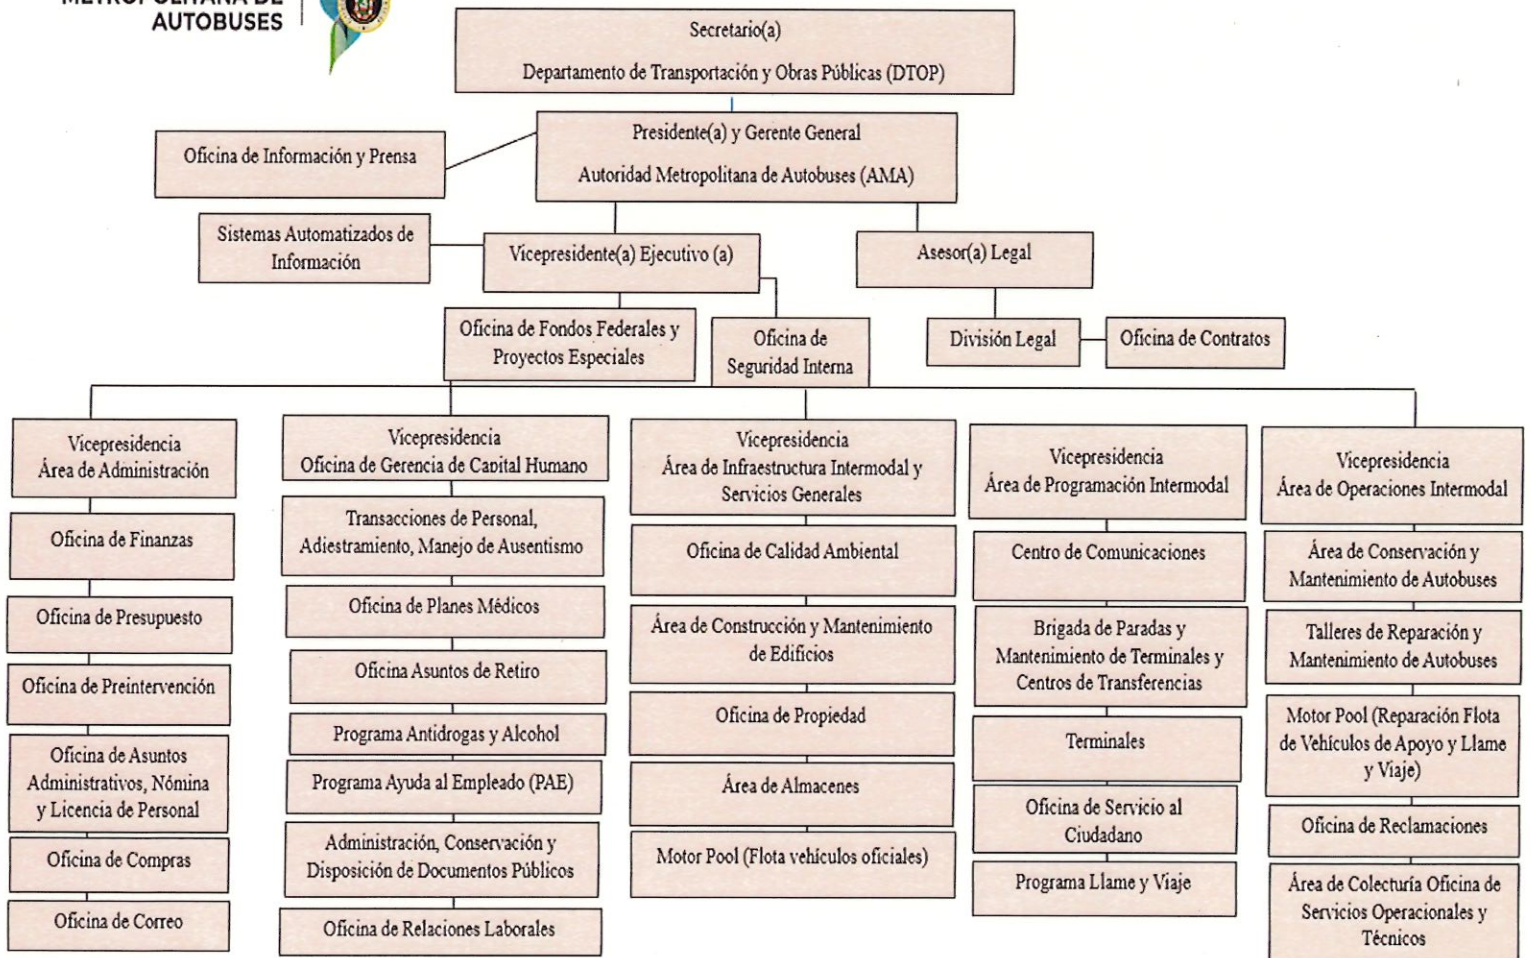 METROPOLITANA DE
AUTOBUSES
Secretario(a)
Departamento de Transportación y Obras Públicas (DTOP)
Presidente(a) y Gerente General
Autoridad Metropolitana de Autobuses (AMA)
Oficina de Información y Prensa
Sistemas Automatizados de
Información
Vicepresidente(a) Ejecutivo (a)
Asesor(a) Legal
Oficina de Fondos Federales y
Proyectos Especiales
Oficina de
Seguridad Interna
División Legal
Oficina de Contratos
Vicepresidencia
Área de Administración
Oficina de Finanzas
Oficina de Presupuesto
Oficina de Preintervención
Oficina de Asuntos
Administrativos, Nómina
y Licencia de Personal
Oficina de Compras
Oficina de Correo
Vicepresidencia
Oficina de Gerencia de Capital Humano
Transacciones de Personal,
Adiestramiento, Manejo de Ausentismo
Oficina de Planes Médicos
Oficina Asuntos de Retiro
Programa Antidrogas y Alcohol
Programa Ayuda al Empleado (PAE)
Administración, Conservación y
Disposición de Documentos Públicos
Oficina de Relaciones Laborales
Vicepresidencia
Área de Infraestructura Intermodal y
Servicios Generales
Oficina de Calidad Ambiental
Área de Construcción y Mantenimiento
de Edificios
Oficina de Propiedad
Área de Almacenes
Motor Pool (Flota vehículos oficiales)
Vicepresidencia
Área de Programación Intermodal
Centro de Comunicaciones
Brigada de Paradas y
Mantenimiento de Terminales y
Centros de Transferencias
Terminales
Oficina de Servicio al
Ciudadano
Programa Llame y Viaje
Vicepresidencia
Área de Operaciones Intermodal
Área de Conservación y
Mantenimiento de Autobuses
Talleres de Reparación y
Mantenimiento de Autobuses
Motor Pool (Reparación Flota
de Vehículos de Apoyo y Llame
y Viaje)
Oficina de Reclamaciones
Área de Colecturía Oficina de
Servicios Operacionales y
Técnicos